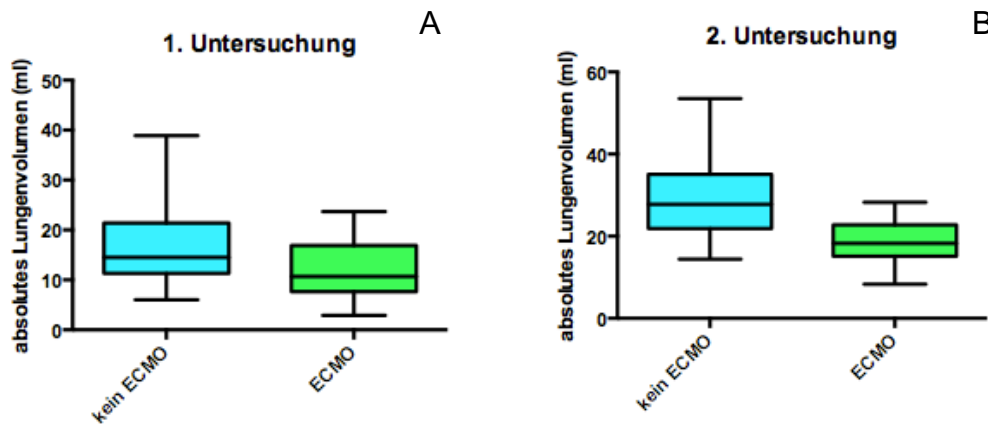 A
1. Untersuchung
absolutes Lungenvolumen (ml)
50
40
30
20
10
0
kein ECMO
ECMO
B
2. Untersuchung
absolutes Lungenvolumen (ml)
60
40
20
0
kein ECMO
ECMO